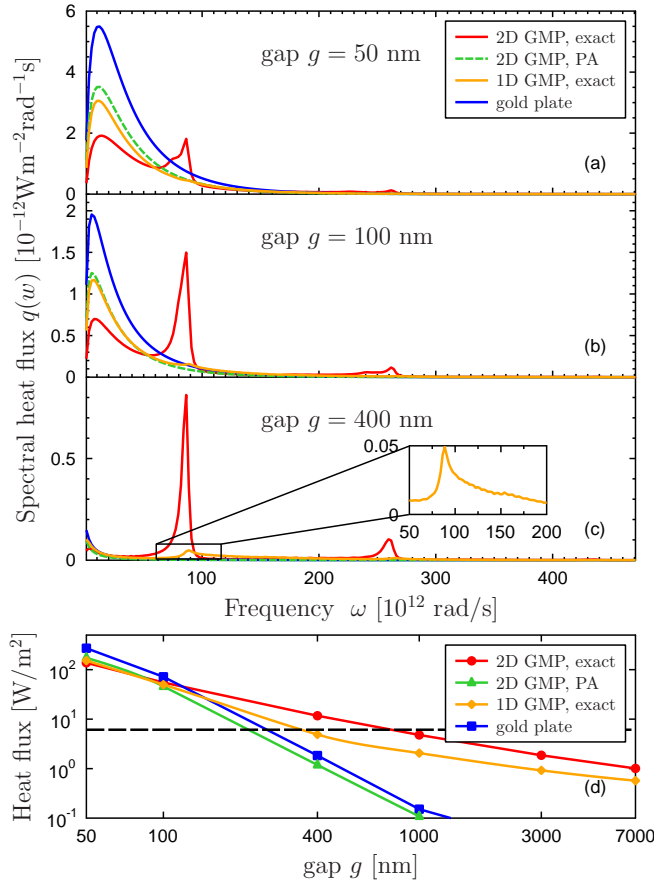 Spectral heat flux q(w) [10⁻¹²Wm⁻²rad⁻¹s]
6
4
2
0
gap g = 50 nm
2D GMP, exact
2D GMP, PA
1D GMP, exact
gold plate
(a)
2
1.5
1
0.5
0
gap g = 100 nm
(b)
0.5
0
gap g = 400 nm
0.05
0
50 100 150 200
(c)
100 200 300 400
Frequency ω [10¹² rad/s]
Heat flux [W/m²]
10²
10¹
10⁰
10⁻¹
2D GMP, exact
2D GMP, PA
1D GMP, exact
gold plate
(d)
50 100 400 1000 3000 7000
gap g [nm]